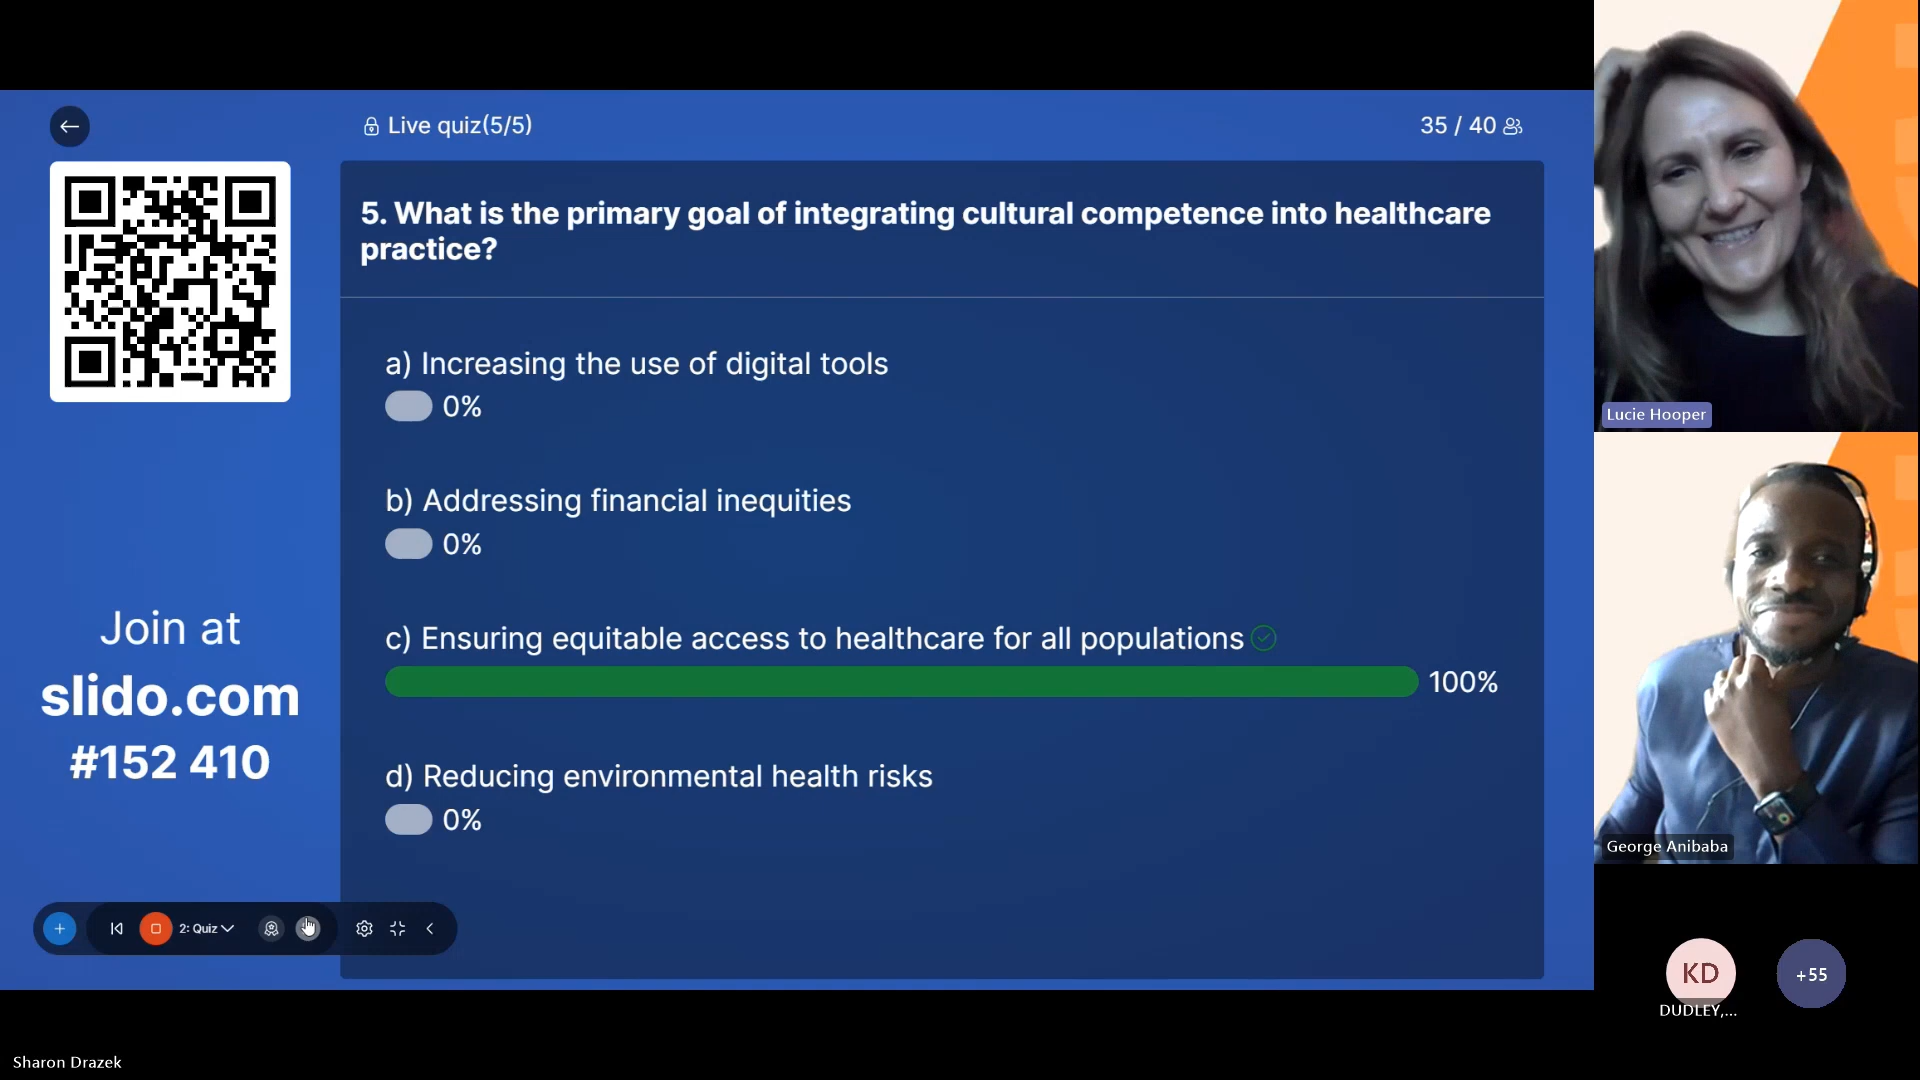 Live quiz(5/5)
35 / 40
5. What is the primary goal of integrating cultural competence into healthcare
practice?
a) Increasing the use of digital tools
0%
b) Addressing financial inequities
0%
c) Ensuring equitable access to healthcare for all populations
100%
d) Reducing environmental health risks
0%
Join at
slido.com
#152 410
2: Quiz
Lucie Hooper
George Anibaba
KD
DUDLEY,...
+55
Sharon Drazek